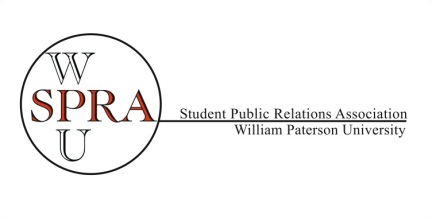 W
SPRA
U
Student Public Relations Association
William Paterson University